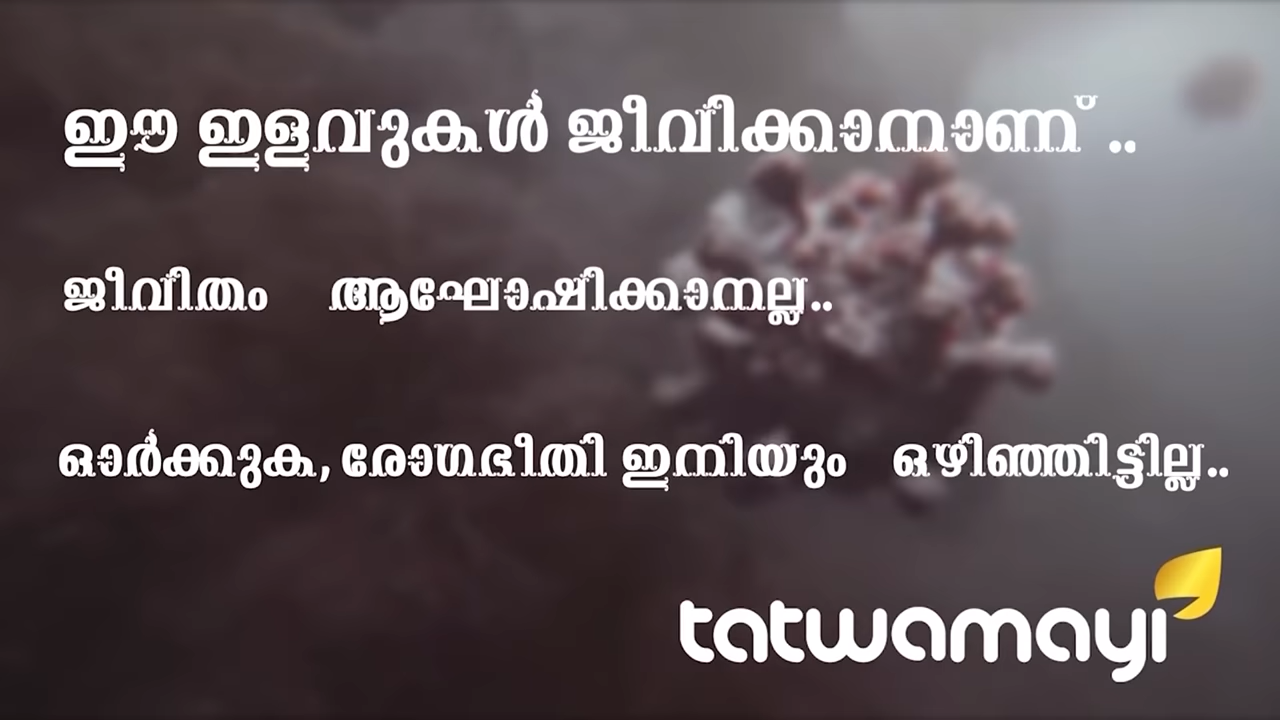 ഈ ഇളവുകൾ ജീവിക്കാനാണ് ..
ജീവിതം ആഘോഷിക്കാനല്ല..
ഓർക്കുക, രോഗഭീതി ഇനിയും ഒഴിഞ്ഞിട്ടില്ല..
tatwamayi